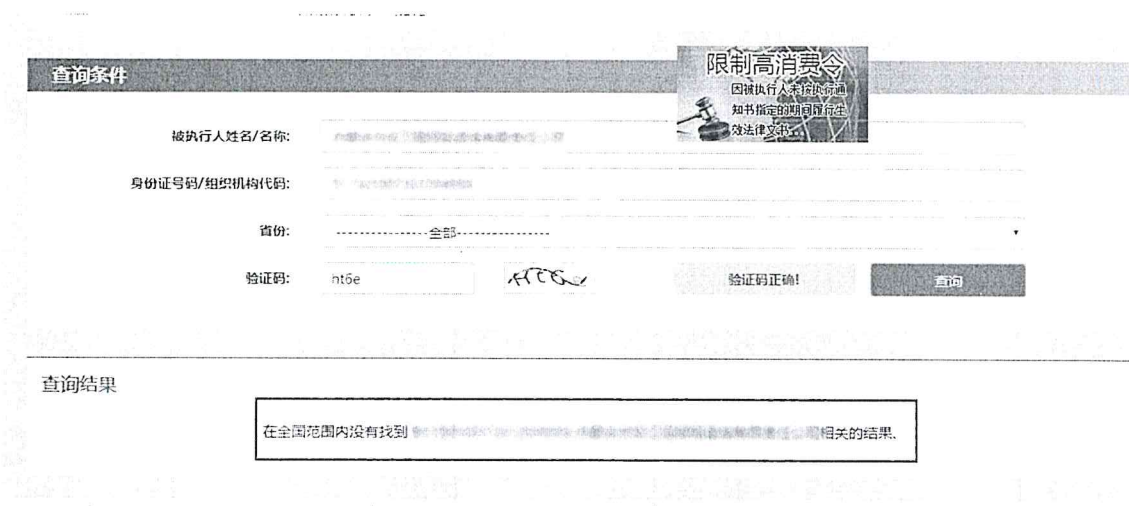 查询条件
限制高消费令
因被执行人未按执行通
知书指定的期间履行生
效法律文书
被执行人姓名/名称:
身份证号码/组织机构代码:
省份: ----------------全部----------------
验证码: ht6e 验证码正确! 查询
查询结果
在全国范围内没有找到 相关的结果、